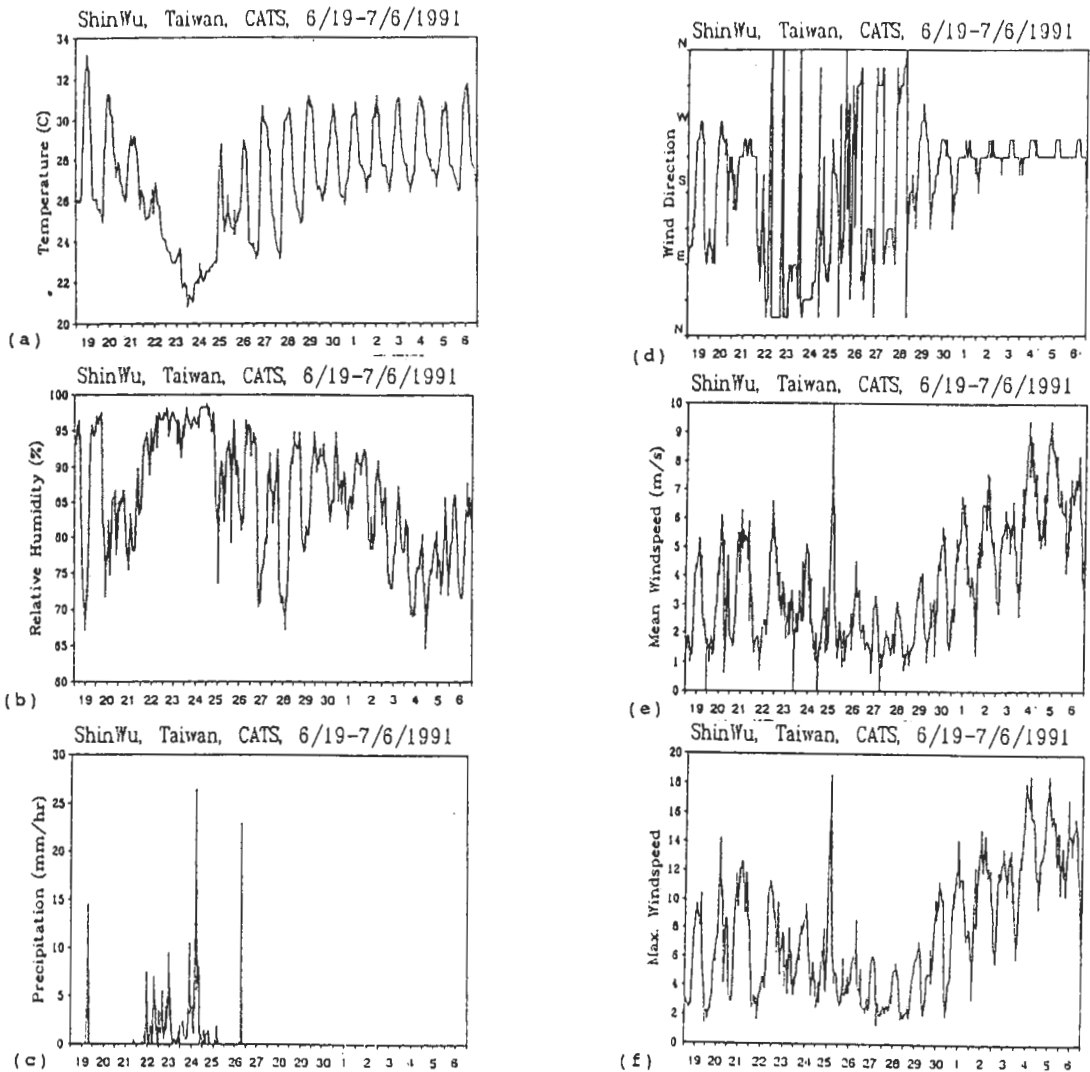 ShinWu, Taiwan, CATS, 6/19-7/6/1991
Temperature (C)
34
32
30
28
26
24
22
20
19 20 21 22 23 24 25 26 27 28 29 30 1 2 3 4 5 6
(a)
ShinWu, Taiwan, CATS, 6/19-7/6/1991
Relative Humidity (%)
100
95
90
85
80
75
70
65
60
19 20 21 22 23 24 25 26 27 28 29 30 1 2 3 4 5 6
(b)
ShinWu, Taiwan, CATS, 6/19-7/6/1991
Precipitation (mm/hr)
30
25
20
15
10
5
0
19 20 21 22 23 24 25 26 27 28 29 30 1 2 3 4 5 6
(c)
ShinWu, Taiwan, CATS, 6/19-7/6/1991
Wind Direction
N
W
S
E
N
19 20 21 22 23 24 25 26 27 28 29 30 1 2 3 4 5 6
(d)
ShinWu, Taiwan, CATS, 6/19-7/6/1991
Mean Windspeed (m/s)
10
9
8
7
6
5
4
3
2
1
0
19 20 21 22 23 24 25 26 27 28 29 30 1 2 3 4 5 6
(e)
ShinWu, Taiwan, CATS, 6/19-7/6/1991
Max. Windspeed
20
18
16
14
12
10
8
6
4
2
0
19 20 21 22 23 24 25 26 27 28 29 30 1 2 3 4 5 6
(f)